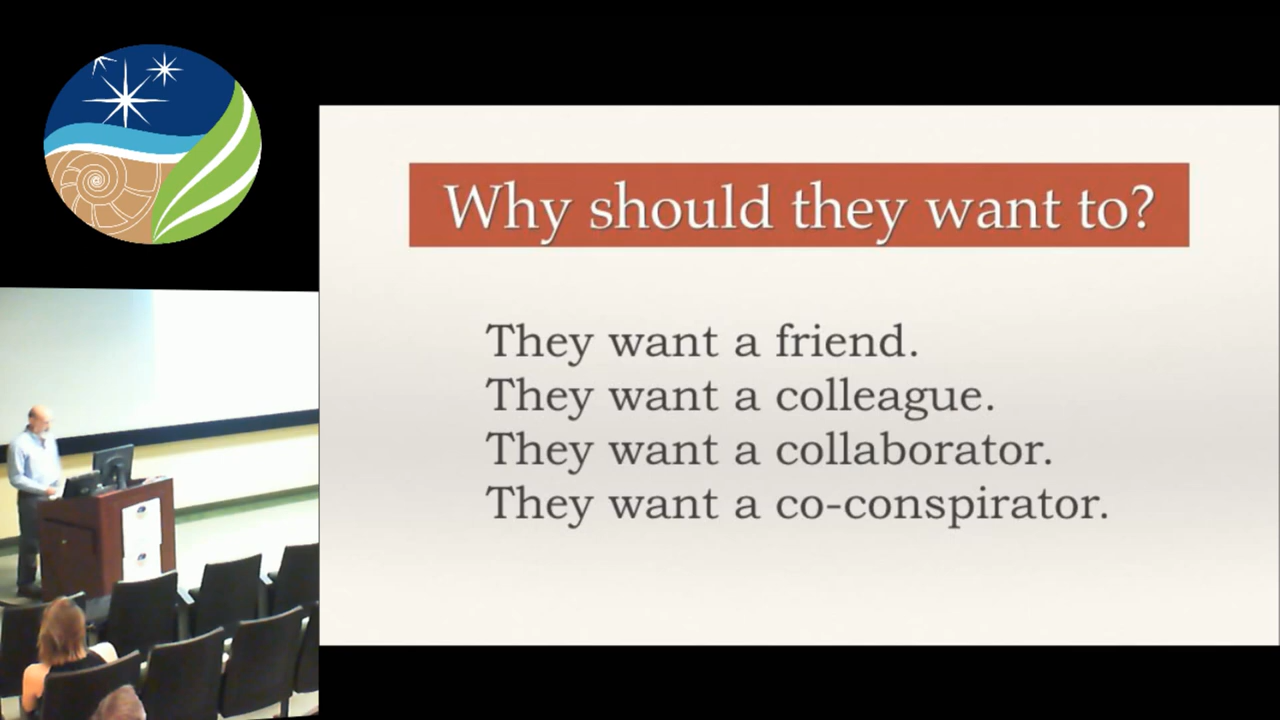 Why should they want to?
They want a friend.
They want a colleague.
They want a collaborator.
They want a co-conspirator.